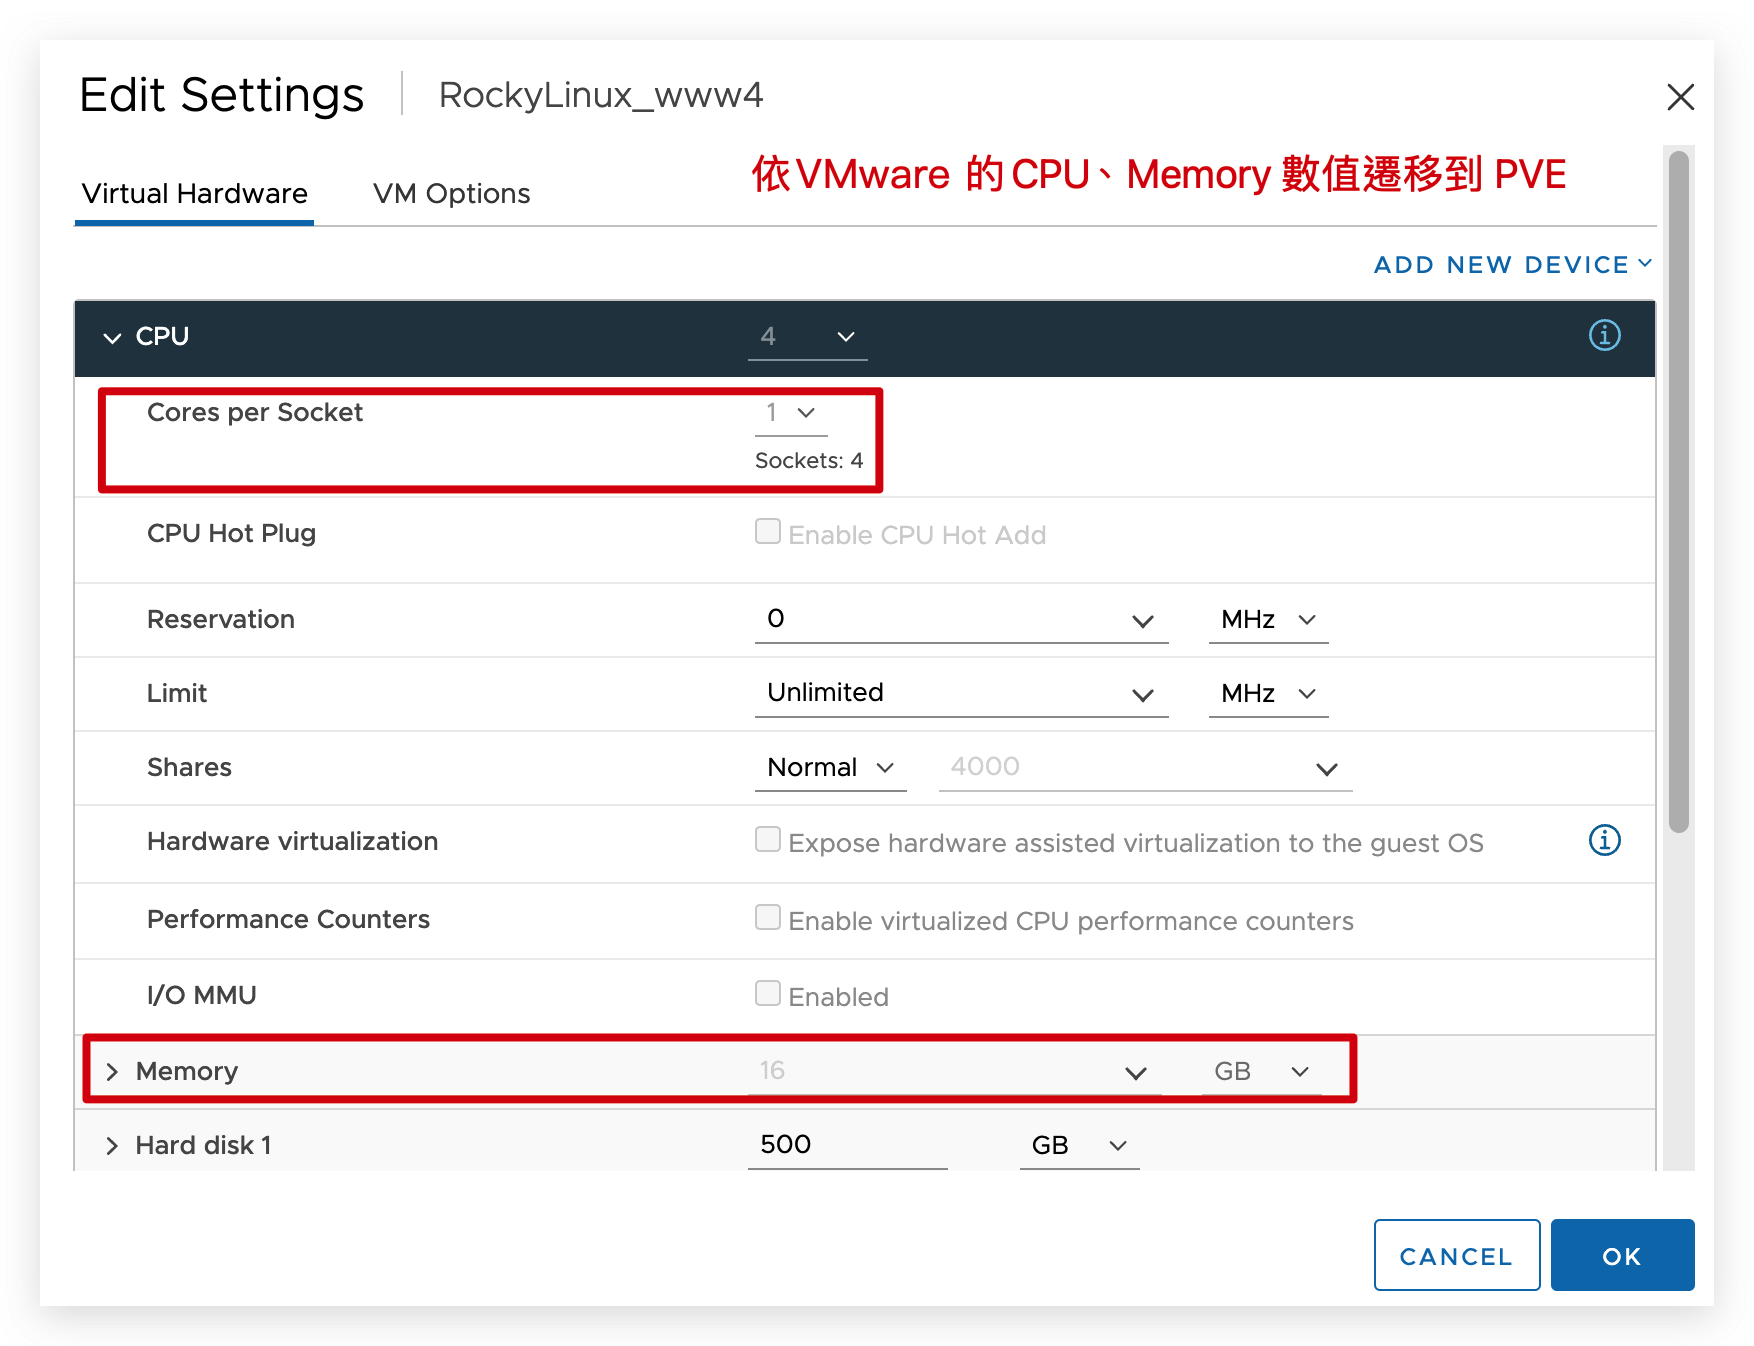 Edit Settings RockyLinux_www4
依VMware 的CPU、Memory 數值遷移到 PVE
Virtual Hardware VM Options
ADD NEW DEVICE
CPU 4
Cores per Socket 1
Sockets: 4
CPU Hot Plug Enable CPU Hot Add
Reservation 0 MHz
Limit Unlimited MHz
Shares Normal 4000
Hardware virtualization Expose hardware assisted virtualization to the guest OS
Performance Counters Enable virtualized CPU performance counters
I/O MMU Enabled
Memory 16 GB
Hard disk 1 500 GB
CANCEL OK